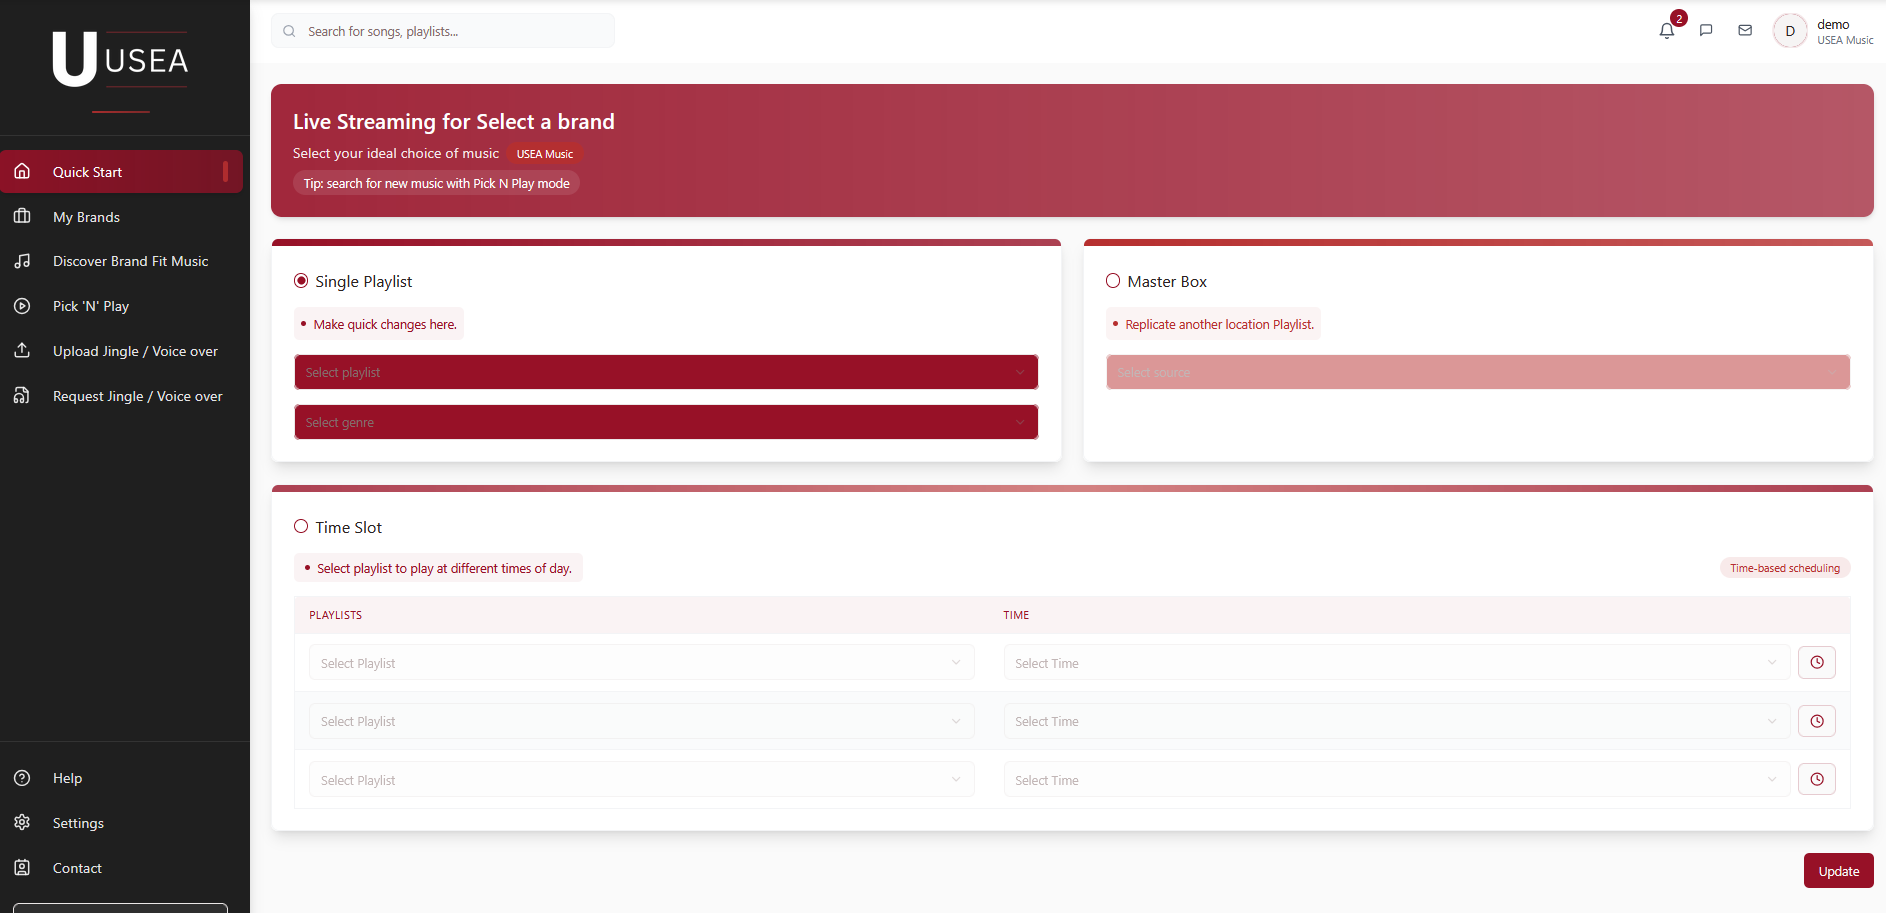 U USEA
Quick Start
My Brands
Discover Brand Fit Music
Pick 'N' Play
Upload Jingle / Voice over
Request Jingle / Voice over
Help
Settings
Contact
Search for songs, playlists...
2
D
demo
USEA Music
Live Streaming for Select a brand
Select your ideal choice of music USEA Music
Tip: search for new music with Pick N Play mode
Single Playlist
Make quick changes here.
Select playlist
Select genre
Master Box
Replicate another location Playlist.
Select source
Time Slot
Select playlist to play at different times of day.
Time-based scheduling
PLAYLISTS TIME
Select Playlist Select Time
Select Playlist Select Time
Select Playlist Select Time
Update